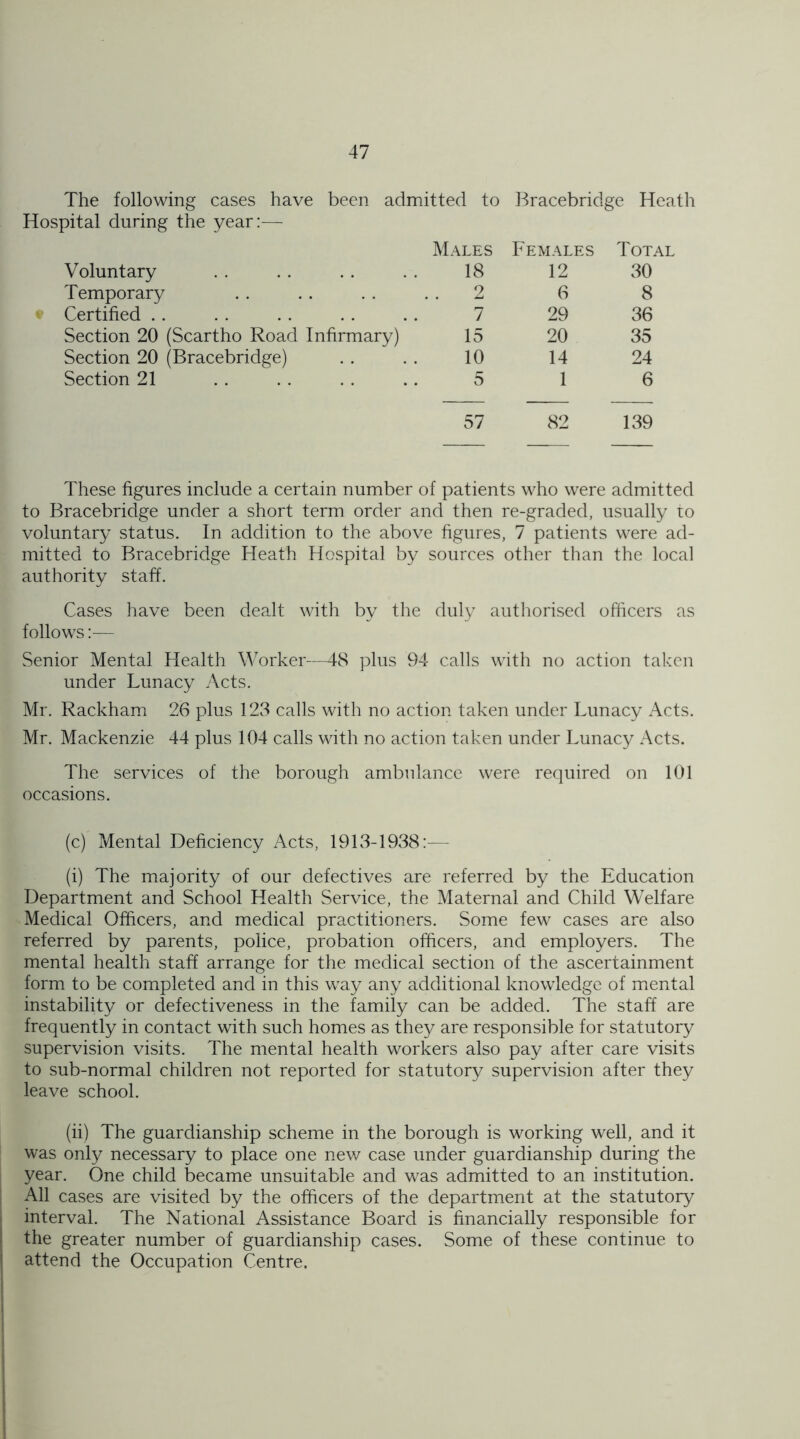 47
The following cases have been admitted to Bracebridge Heath
Hospital during the year:—
Males Females Total
Voluntary .. .. .. .. 18 12 30
Temporary .. .. .. .. 2 6 8
Certified .. .. .. .. .. 7 29 36
Section 20 (Scartho Road Infirmary) 15 20 35
Section 20 (Bracebridge) .. .. 10 14 24
Section 21 .. .. .. .. 5 1 6
57 82 139
These figures include a certain number of patients who were admitted
to Bracebridge under a short term order and then re-graded, usually to
voluntary status. In addition to the above figures, 7 patients were ad-
mitted to Bracebridge Heath Hospital by sources other than the local
authority staff.
Cases have been dealt with by the duly authorised officers as
follows:—
Senior Mental Health Worker—48 plus 94 calls with no action taken
under Lunacy Acts.
Mr. Rackham 26 plus 123 calls with no action taken under Lunacy Acts.
Mr. Mackenzie 44 plus 104 calls with no action taken under Lunacy Acts.
The services of the borough ambulance were required on 101
occasions.
(c) Mental Deficiency Acts, 1913-1938:—
(i) The majority of our defectives are referred by the Education
Department and School Health Service, the Maternal and Child Welfare
Medical Officers, and medical practitioners. Some few cases are also
referred by parents, police, probation officers, and employers. The
mental health staff arrange for the medical section of the ascertainment
form to be completed and in this way any additional knowledge of mental
instability or defectiveness in the family can be added. The staff are
frequently in contact with such homes as they are responsible for statutory
supervision visits. The mental health workers also pay after care visits
to sub-normal children not reported for statutory supervision after they
leave school.
(ii) The guardianship scheme in the borough is working well, and it
was only necessary to place one new case under guardianship during the
year. One child became unsuitable and was admitted to an institution.
All cases are visited by the officers of the department at the statutory
interval. The National Assistance Board is financially responsible for
the greater number of guardianship cases. Some of these continue to
attend the Occupation Centre.